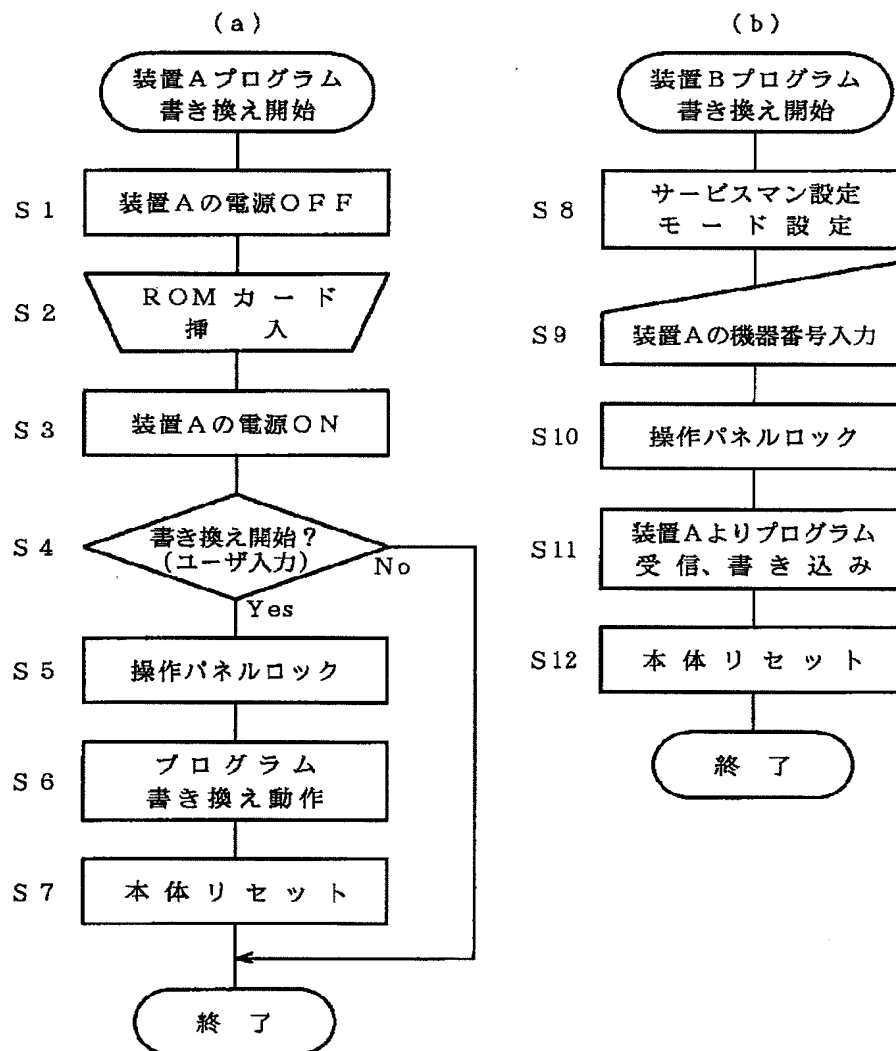 (a)
装置Aプログラム
書き換え開始
S1
装置Aの電源OFF
S2
ROMカード
挿入
S3
装置Aの電源ON
S4
書き換え開始?
(ユーザ入力)
No
Yes
S5
操作パネルロック
S6
プログラム
書き換え動作
S7
本体リセット
終了
(b)
装置Bプログラム
書き換え開始
S8
サービスマン設定
モード設定
S9
装置Aの機器番号入力
S10
操作パネルロック
S11
装置Aよりプログラム
受信、書き込み
S12
本体リセット
終了